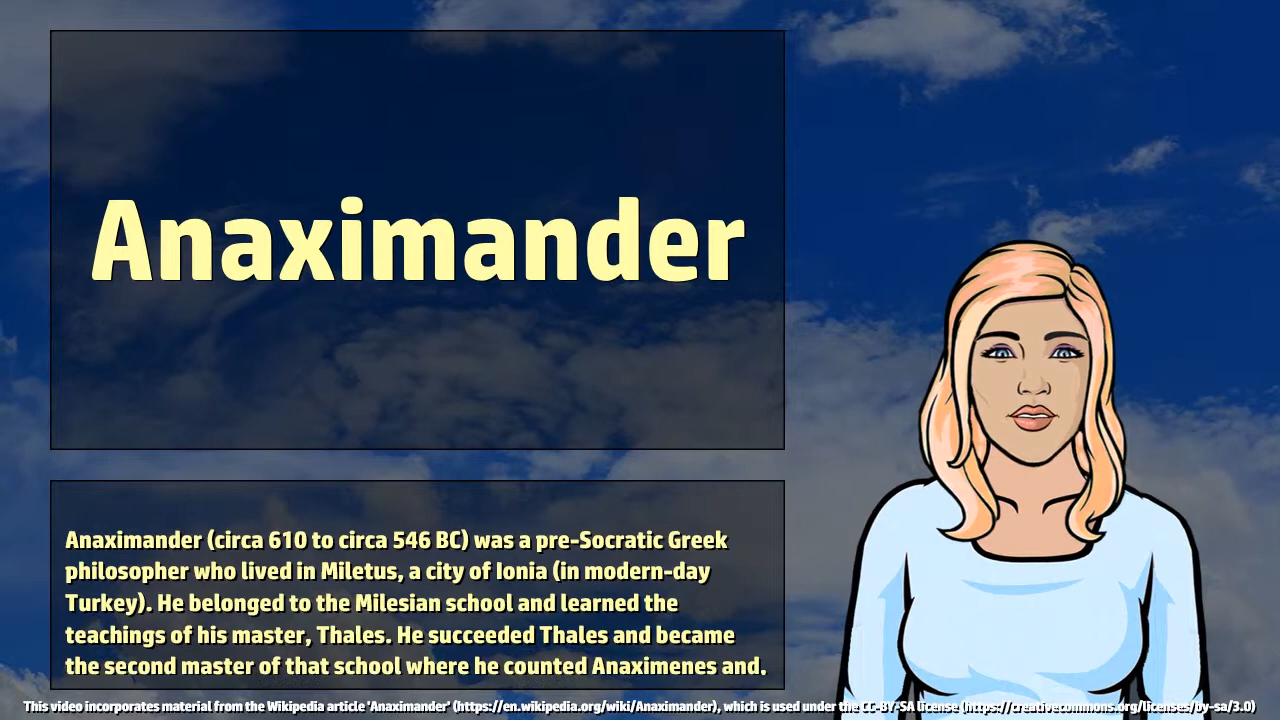 Anaximander
Anaximander (circa 610 to circa 546 BC) was a pre-Socratic Greek
philosopher who lived in Miletus, a city of Ionia (in modern-day
Turkey). He belonged to the Milesian school and learned the
teachings of his master, Thales. He succeeded Thales and became
the second master of that school where he counted Anaximenes and.
This video incorporates material from the Wikipedia article 'Anaximander' (https://en.wikipedia.org/wiki/Anaximander), which is used under the CC-BY-SA license (https://creativecommons.org/licenses/by-sa/3.0)